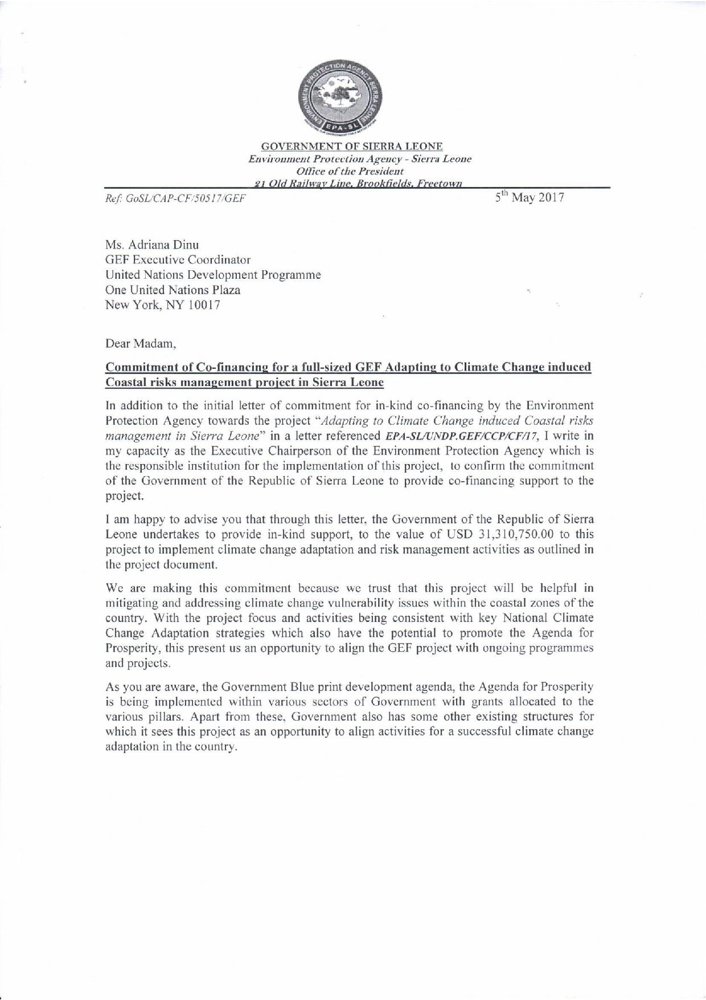 ENVIRONMENT PROTECTION AGENCY SIERRA LEONE
EPA-SL
GOVERNMENT OF SIERRA LEONE
Environment Protection Agency - Sierra Leone
Office of the President
21 Old Railway Line, Brookfields, Freetown
Ref: GoSL/CAP-CF/50517/GEF 5th May 2017
Ms. Adriana Dinu
GEF Executive Coordinator
United Nations Development Programme
One United Nations Plaza
New York, NY 10017
Dear Madam,
Commitment of Co-financing for a full-sized GEF Adapting to Climate Change induced
Coastal risks management project in Sierra Leone
In addition to the initial letter of commitment for in-kind co-financing by the Environment
Protection Agency towards the project “Adapting to Climate Change induced Coastal risks
management in Sierra Leone” in a letter referenced EPA-SL/UNDP.GEF/CCP/CF/17, I write in
my capacity as the Executive Chairperson of the Environment Protection Agency which is
the responsible institution for the implementation of this project, to confirm the commitment
of the Government of the Republic of Sierra Leone to provide co-financing support to the
project.
I am happy to advise you that through this letter, the Government of the Republic of Sierra
Leone undertakes to provide in-kind support, to the value of USD 31,310,750.00 to this
project to implement climate change adaptation and risk management activities as outlined in
the project document.
We are making this commitment because we trust that this project will be helpful in
mitigating and addressing climate change vulnerability issues within the coastal zones of the
country. With the project focus and activities being consistent with key National Climate
Change Adaptation strategies which also have the potential to promote the Agenda for
Prosperity, this present us an opportunity to align the GEF project with ongoing programmes
and projects.
As you are aware, the Government Blue print development agenda, the Agenda for Prosperity
is being implemented within various sectors of Government with grants allocated to the
various pillars. Apart from these, Government also has some other existing structures for
which it sees this project as an opportunity to align activities for a successful climate change
adaptation in the country.